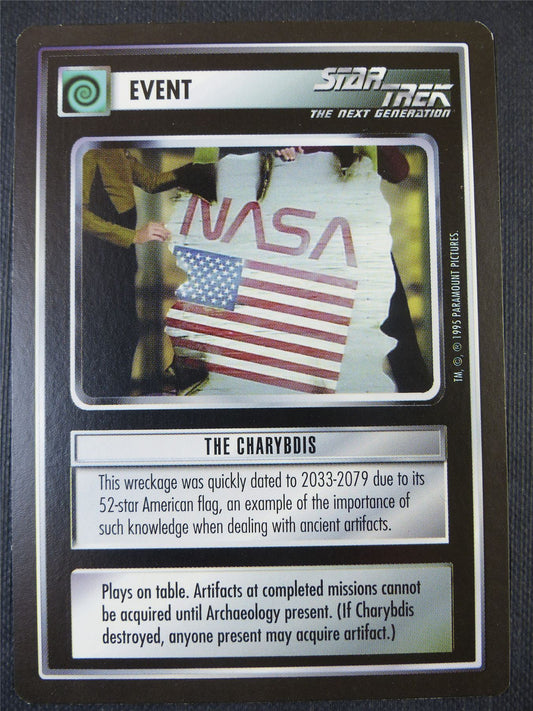 EVENT
STAR TREK
THE NEXT GENERATION
NASA
TM, ©, ® 1995 PARAMOUNT PICTURES.
THE CHARYBDIS
This wreckage was quickly dated to 2033-2079 due to its
52-star American flag, an example of the importance of
such knowledge when dealing with ancient artifacts.
Plays on table. Artifacts at completed missions cannot
be acquired until Archaeology present. (If Charybdis
destroyed, anyone present may acquire artifact.)